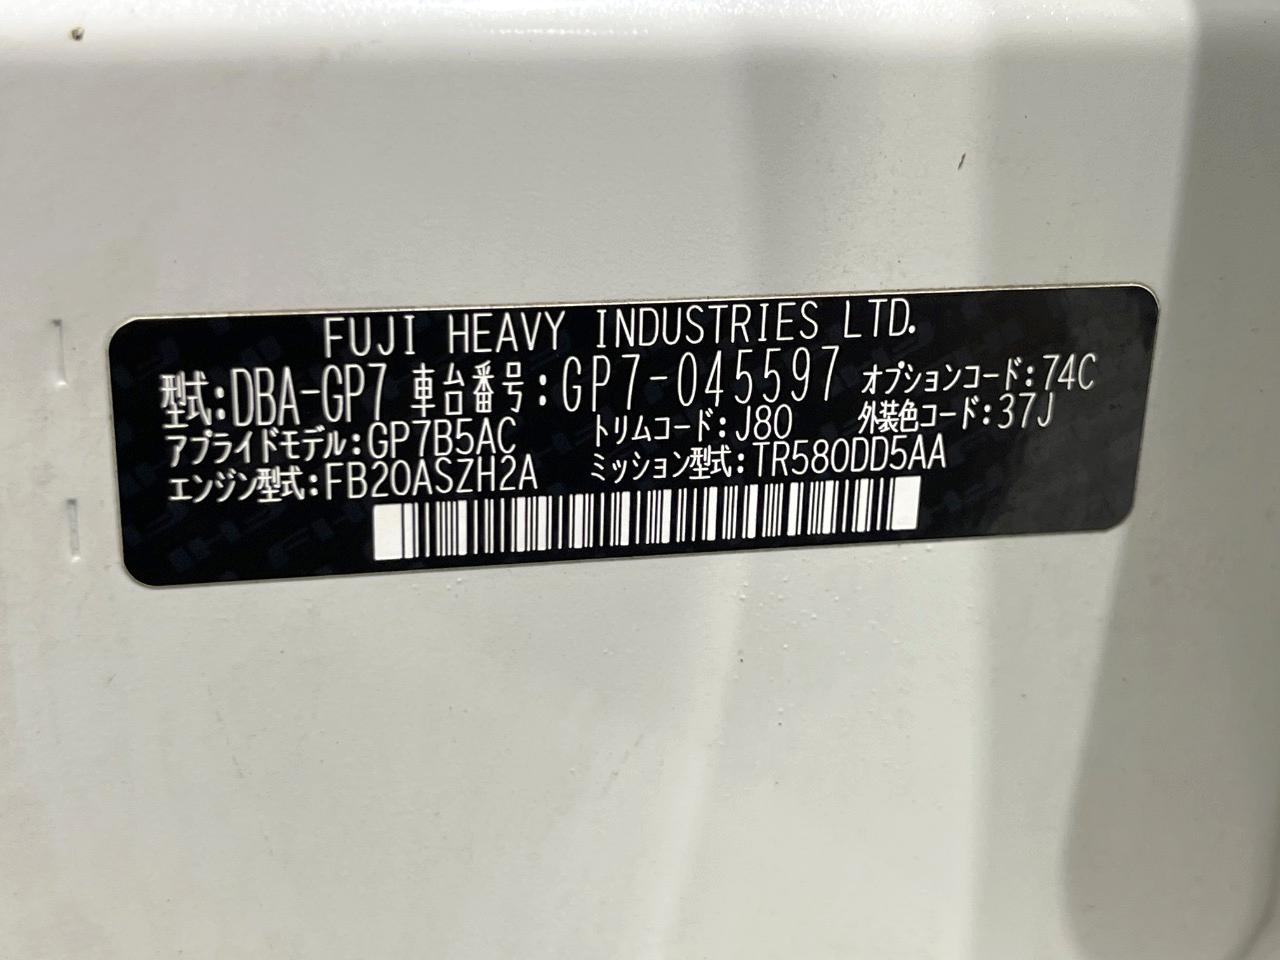 FUJI HEAVY INDUSTRIES LTD.
型式:DBA-GP7 車台番号:GP7-045597 オプションコード:74C
アプライドモデル:GP7B5AC トリムコード:J80 外装色コード:37J
エンジン型式:FB20ASZH2A ミッション型式:TR580DD5AA